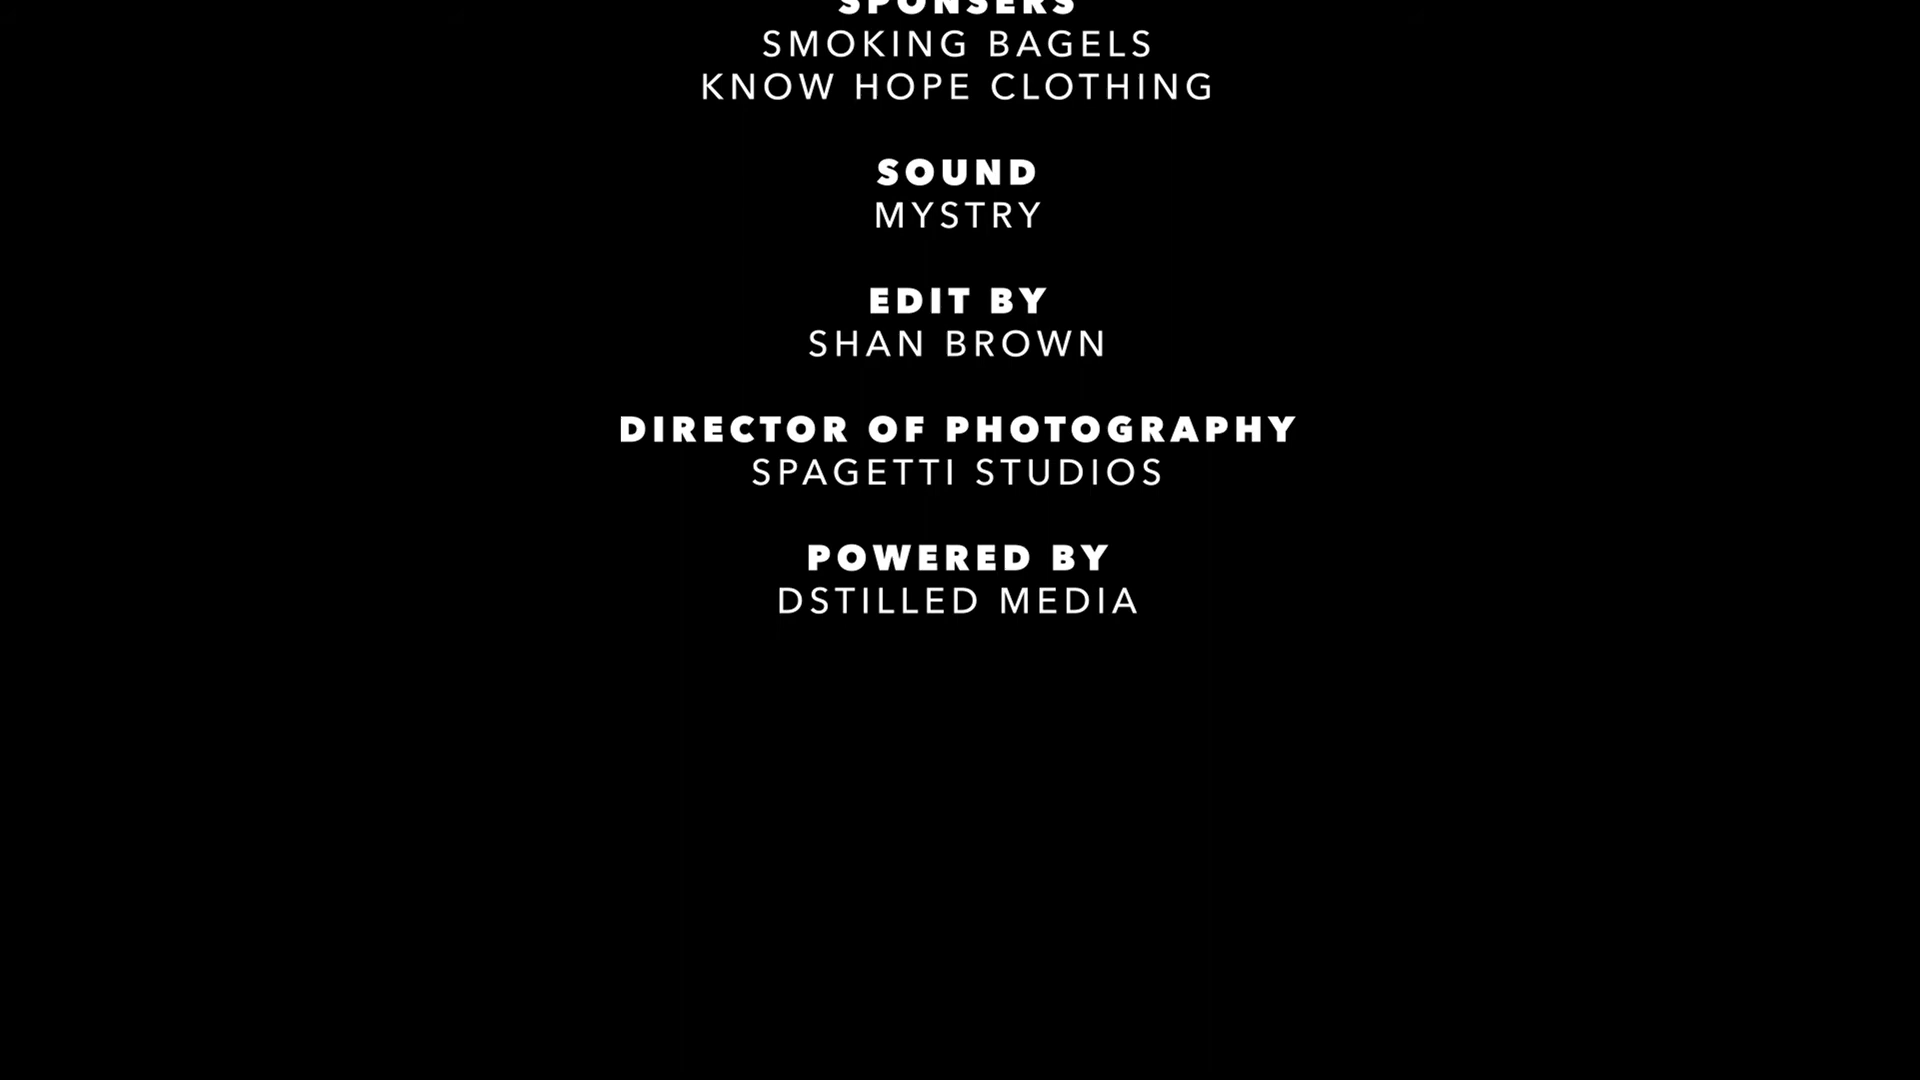 SPONSERS
SMOKING BAGELS
KNOW HOPE CLOTHING
SOUND
MYSTRY
EDIT BY
SHAN BROWN
DIRECTOR OF PHOTOGRAPHY
SPAGETTI STUDIOS
POWERED BY
DSTILLED MEDIA